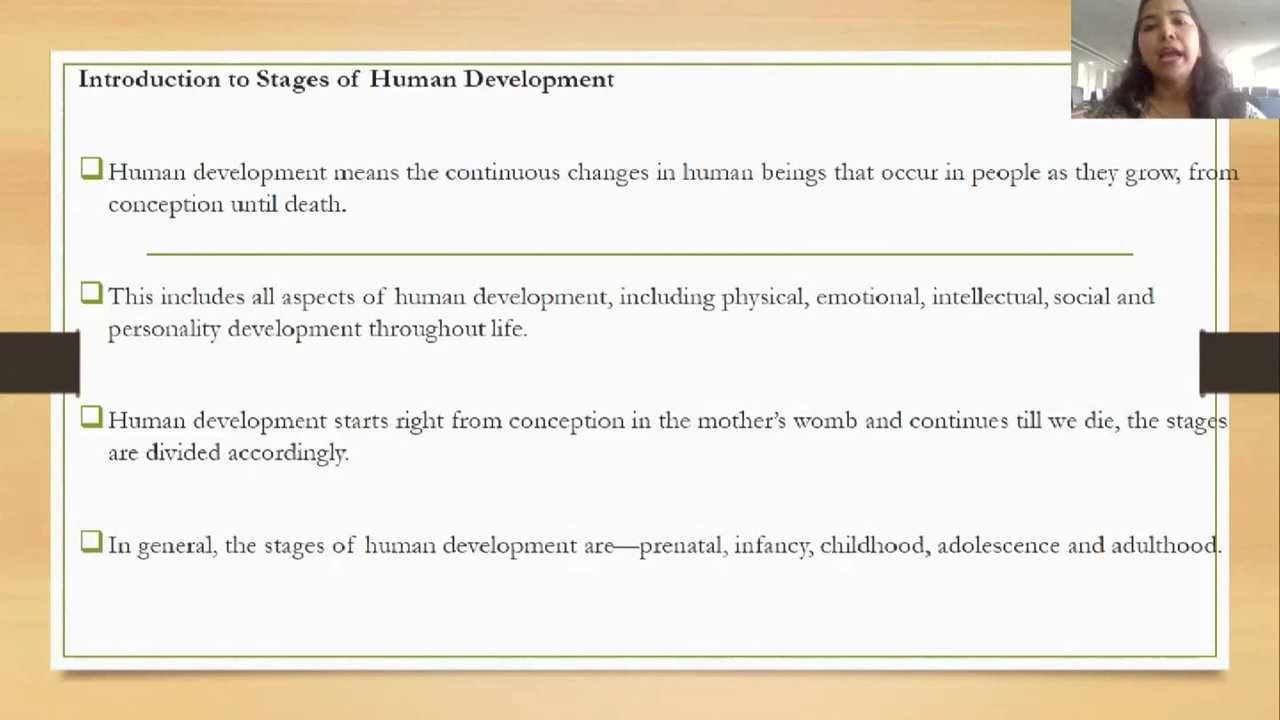 Introduction to Stages of Human Development
Human development means the continuous changes in human beings that occur in people as they grow, from
conception until death.
This includes all aspects of human development, including physical, emotional, intellectual, social and
personality development throughout life.
Human development starts right from conception in the mother's womb and continues till we die, the stages
are divided accordingly.
In general, the stages of human development are—prenatal, infancy, childhood, adolescence and adulthood.